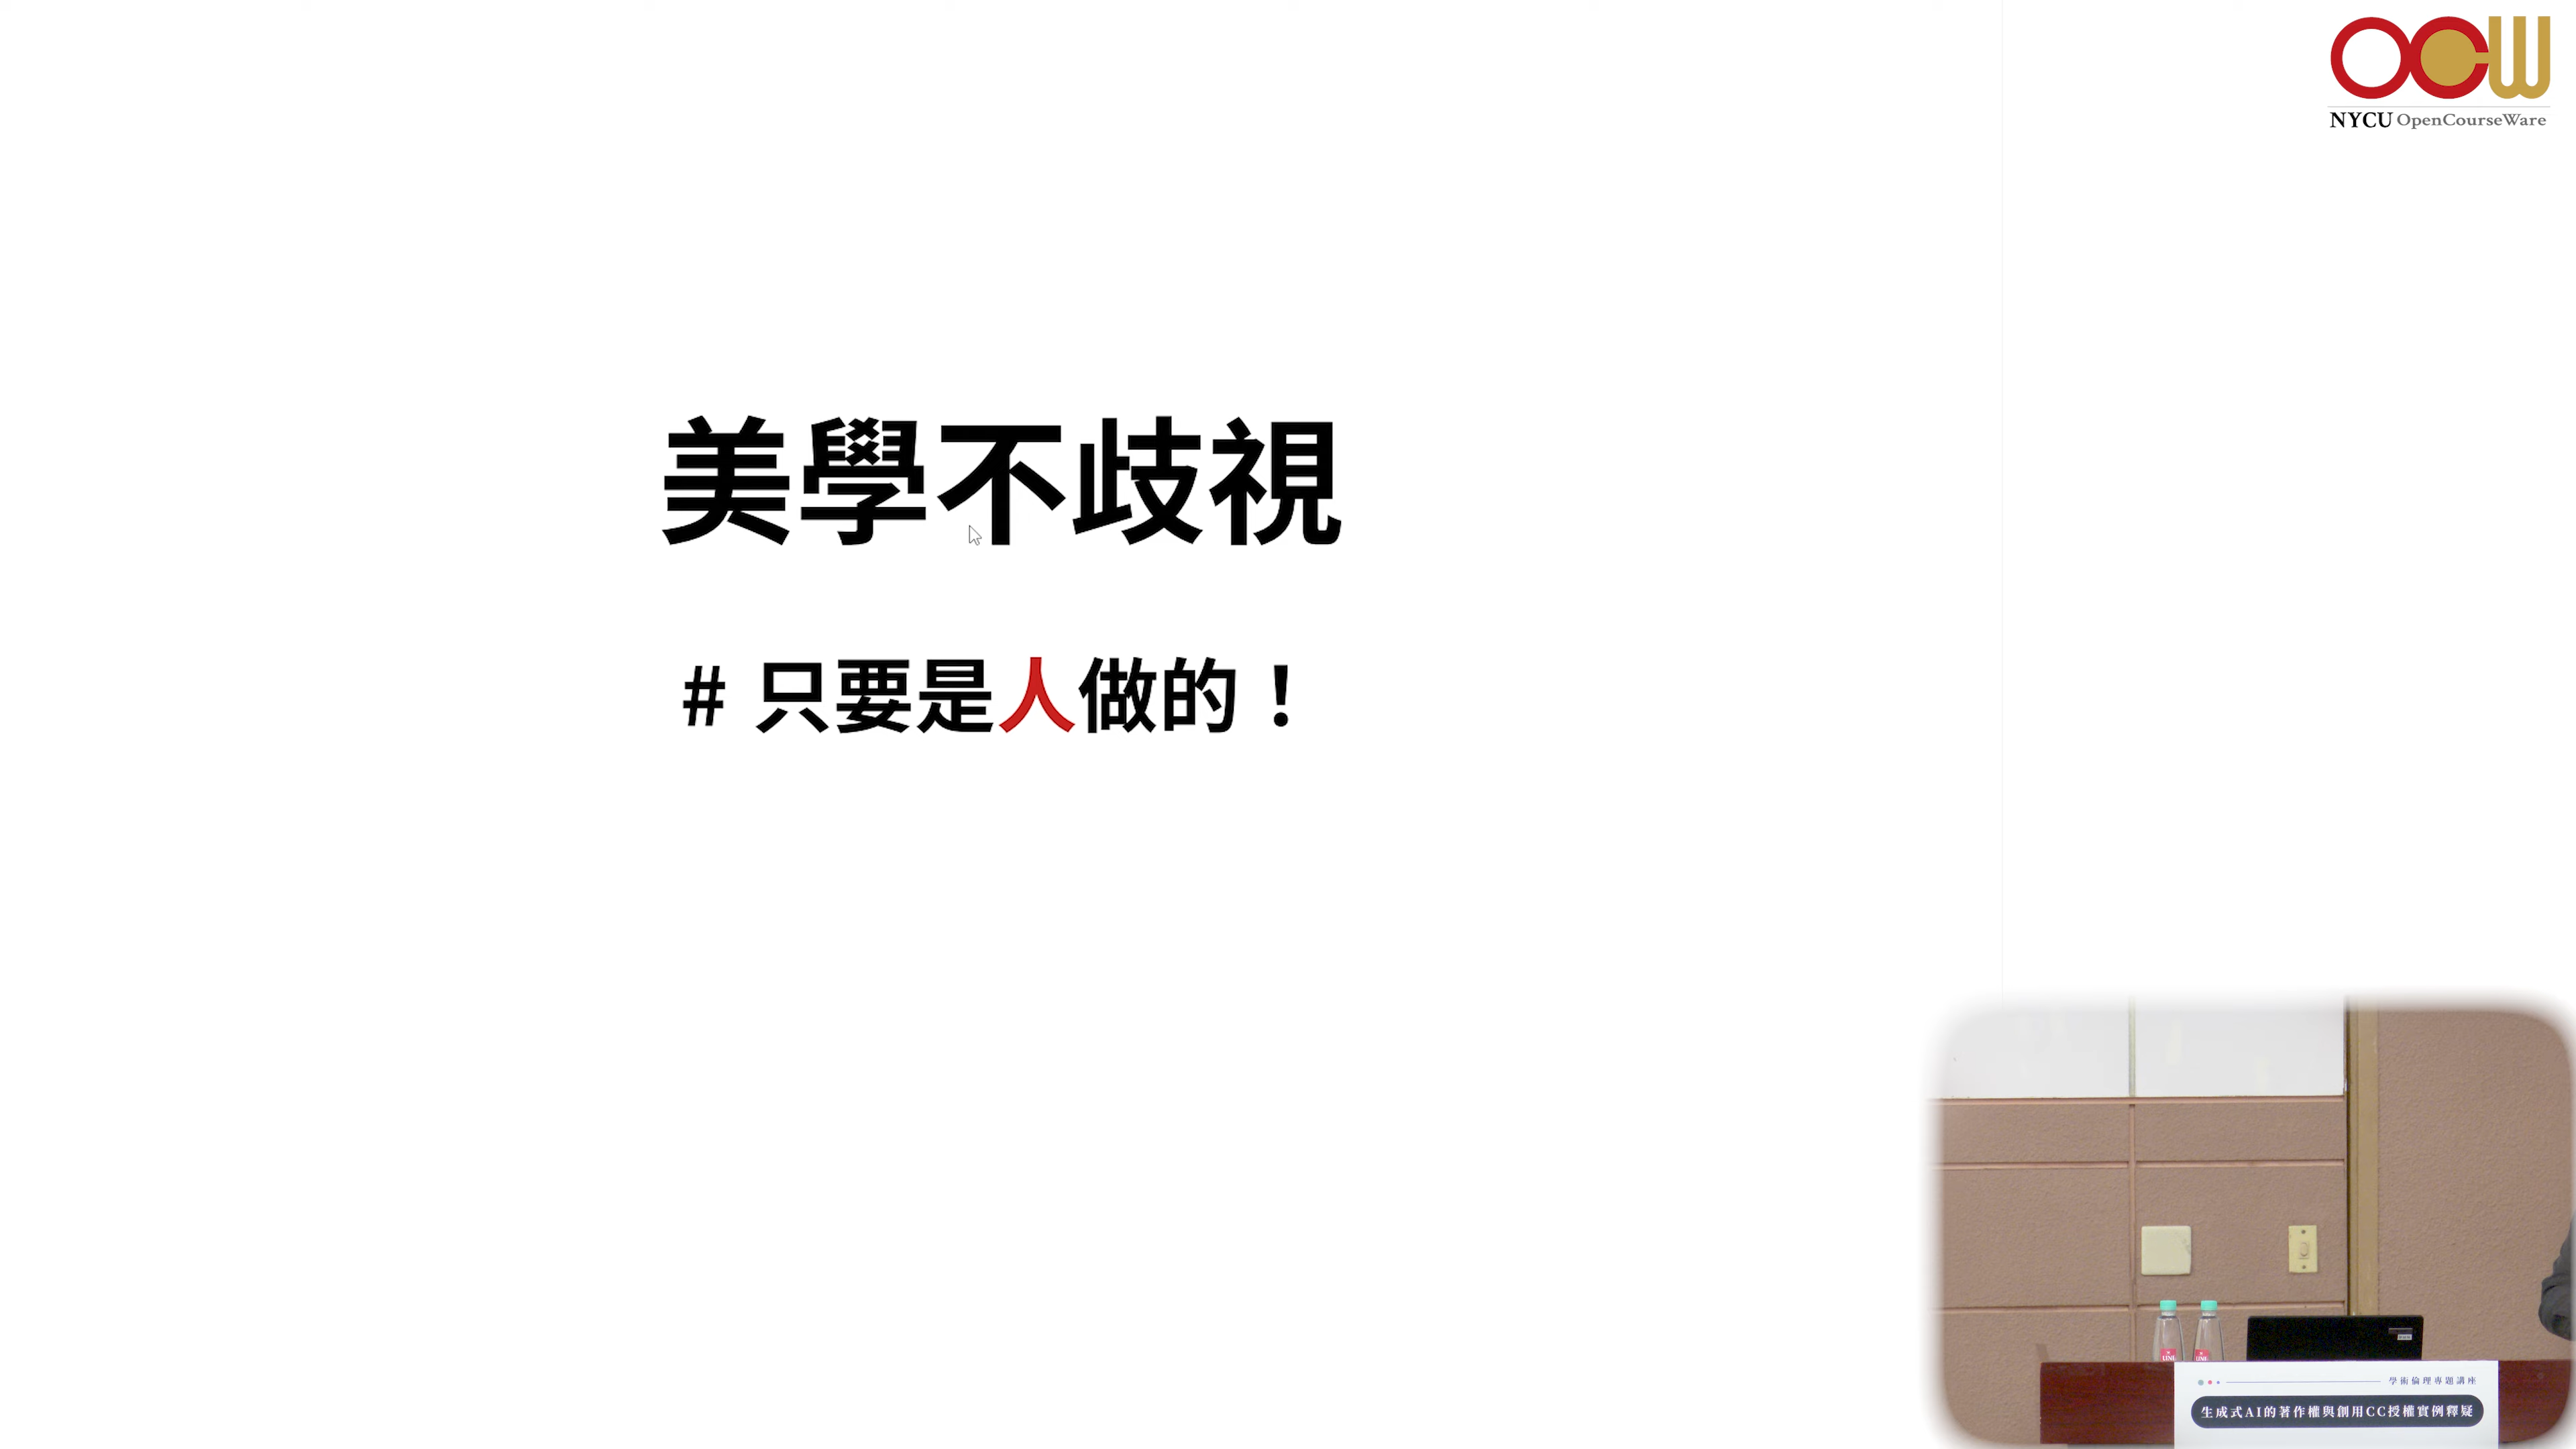 OCW
NYCU OpenCourseWare
美學不歧視
# 只要是人做的！
學術倫理專題講座
生成式AI的著作權與創用CC授權實例釋疑